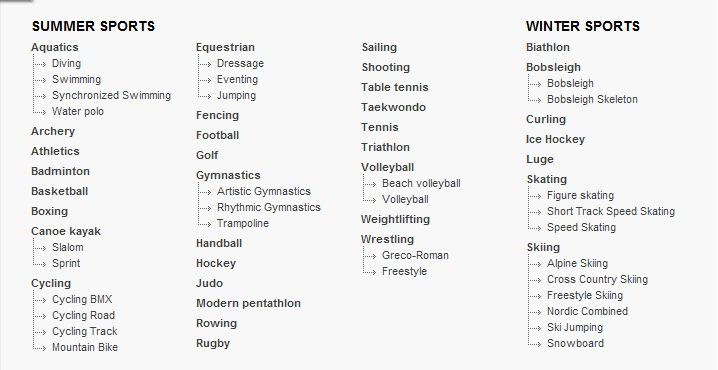 SUMMER SPORTS
Aquatics
Diving
Swimming
Synchronized Swimming
Water polo
Archery
Athletics
Badminton
Basketball
Boxing
Canoe kayak
Slalom
Sprint
Cycling
Cycling BMX
Cycling Road
Cycling Track
Mountain Bike
Equestrian
Dressage
Eventing
Jumping
Fencing
Football
Golf
Gymnastics
Artistic Gymnastics
Rhythmic Gymnastics
Trampoline
Handball
Hockey
Judo
Modern pentathlon
Rowing
Rugby
Sailing
Shooting
Table tennis
Taekwondo
Tennis
Triathlon
Volleyball
Beach volleyball
Volleyball
Weightlifting
Wrestling
Greco-Roman
Freestyle
WINTER SPORTS
Biathlon
Bobsleigh
Bobsleigh
Bobsleigh Skeleton
Curling
Ice Hockey
Luge
Skating
Figure skating
Short Track Speed Skating
Speed Skating
Skiing
Alpine Skiing
Cross Country Skiing
Freestyle Skiing
Nordic Combined
Ski Jumping
Snowboard